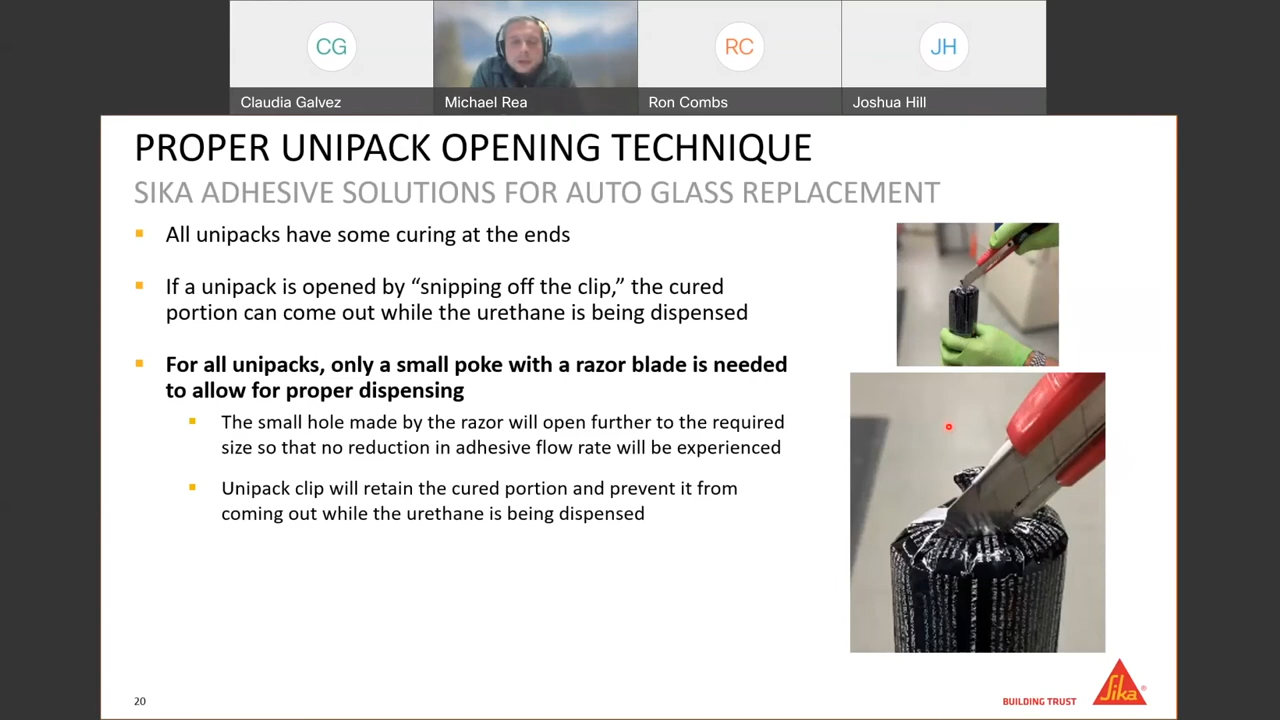 CG
RC
JH
Claudia Galvez
Michael Rea
Ron Combs
Joshua Hill
PROPER UNIPACK OPENING TECHNIQUE
SIKA ADHESIVE SOLUTIONS FOR AUTO GLASS REPLACEMENT
All unipacks have some curing at the ends
If a unipack is opened by “snipping off the clip,” the cured
portion can come out while the urethane is being dispensed
For all unipacks, only a small poke with a razor blade is needed
to allow for proper dispensing
The small hole made by the razor will open further to the required
size so that no reduction in adhesive flow rate will be experienced
Unipack clip will retain the cured portion and prevent it from
coming out while the urethane is being dispensed
20
BUILDING TRUST
Sika®